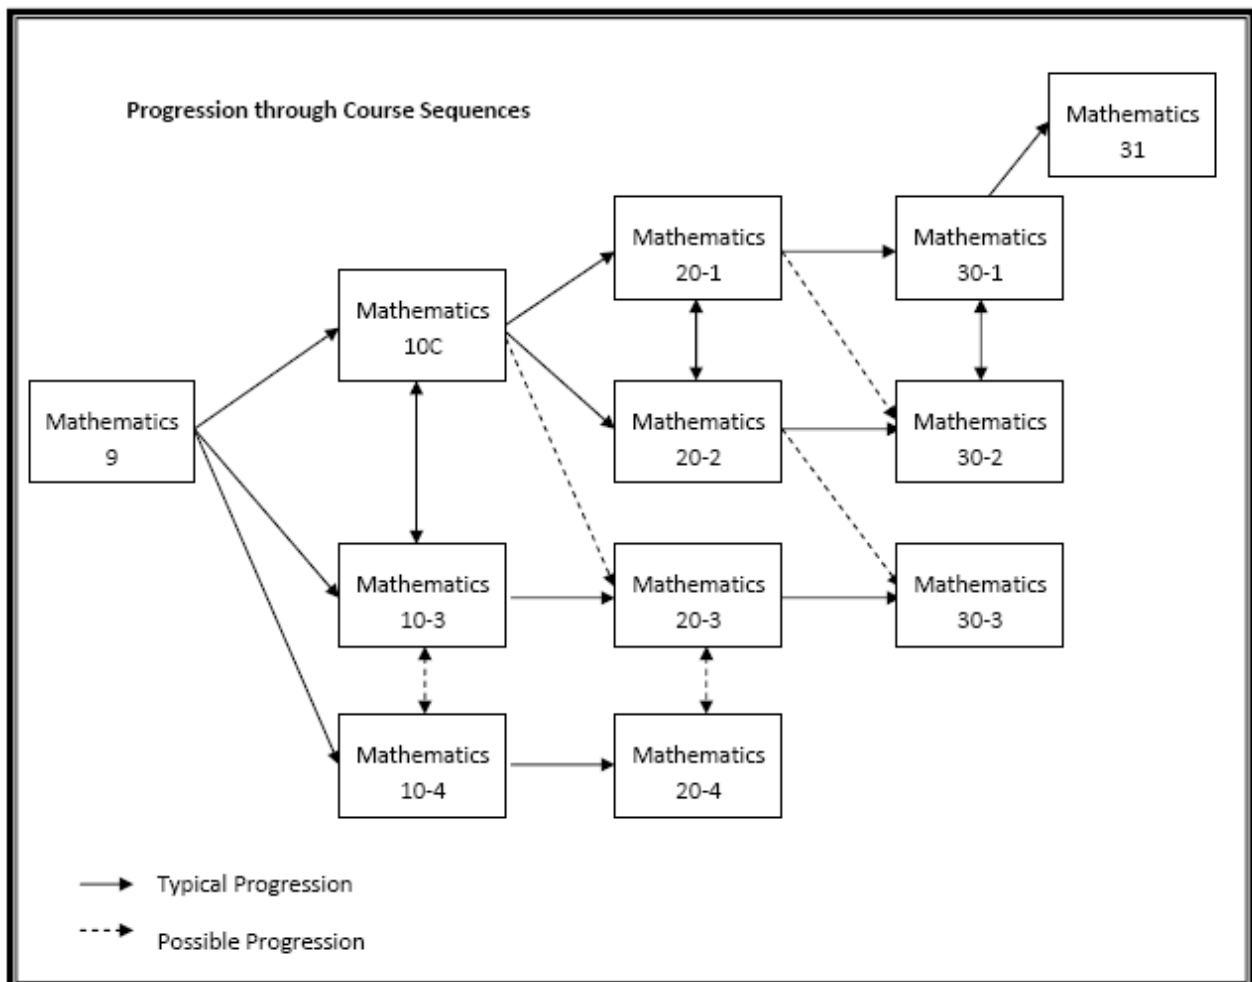 Progression through Course Sequences
Mathematics
31
Mathematics
20-1
Mathematics
30-1
Mathematics
10C
Mathematics
9
Mathematics
20-2
Mathematics
30-2
Mathematics
10-3
Mathematics
20-3
Mathematics
30-3
Mathematics
10-4
Mathematics
20-4
Typical Progression
Possible Progression